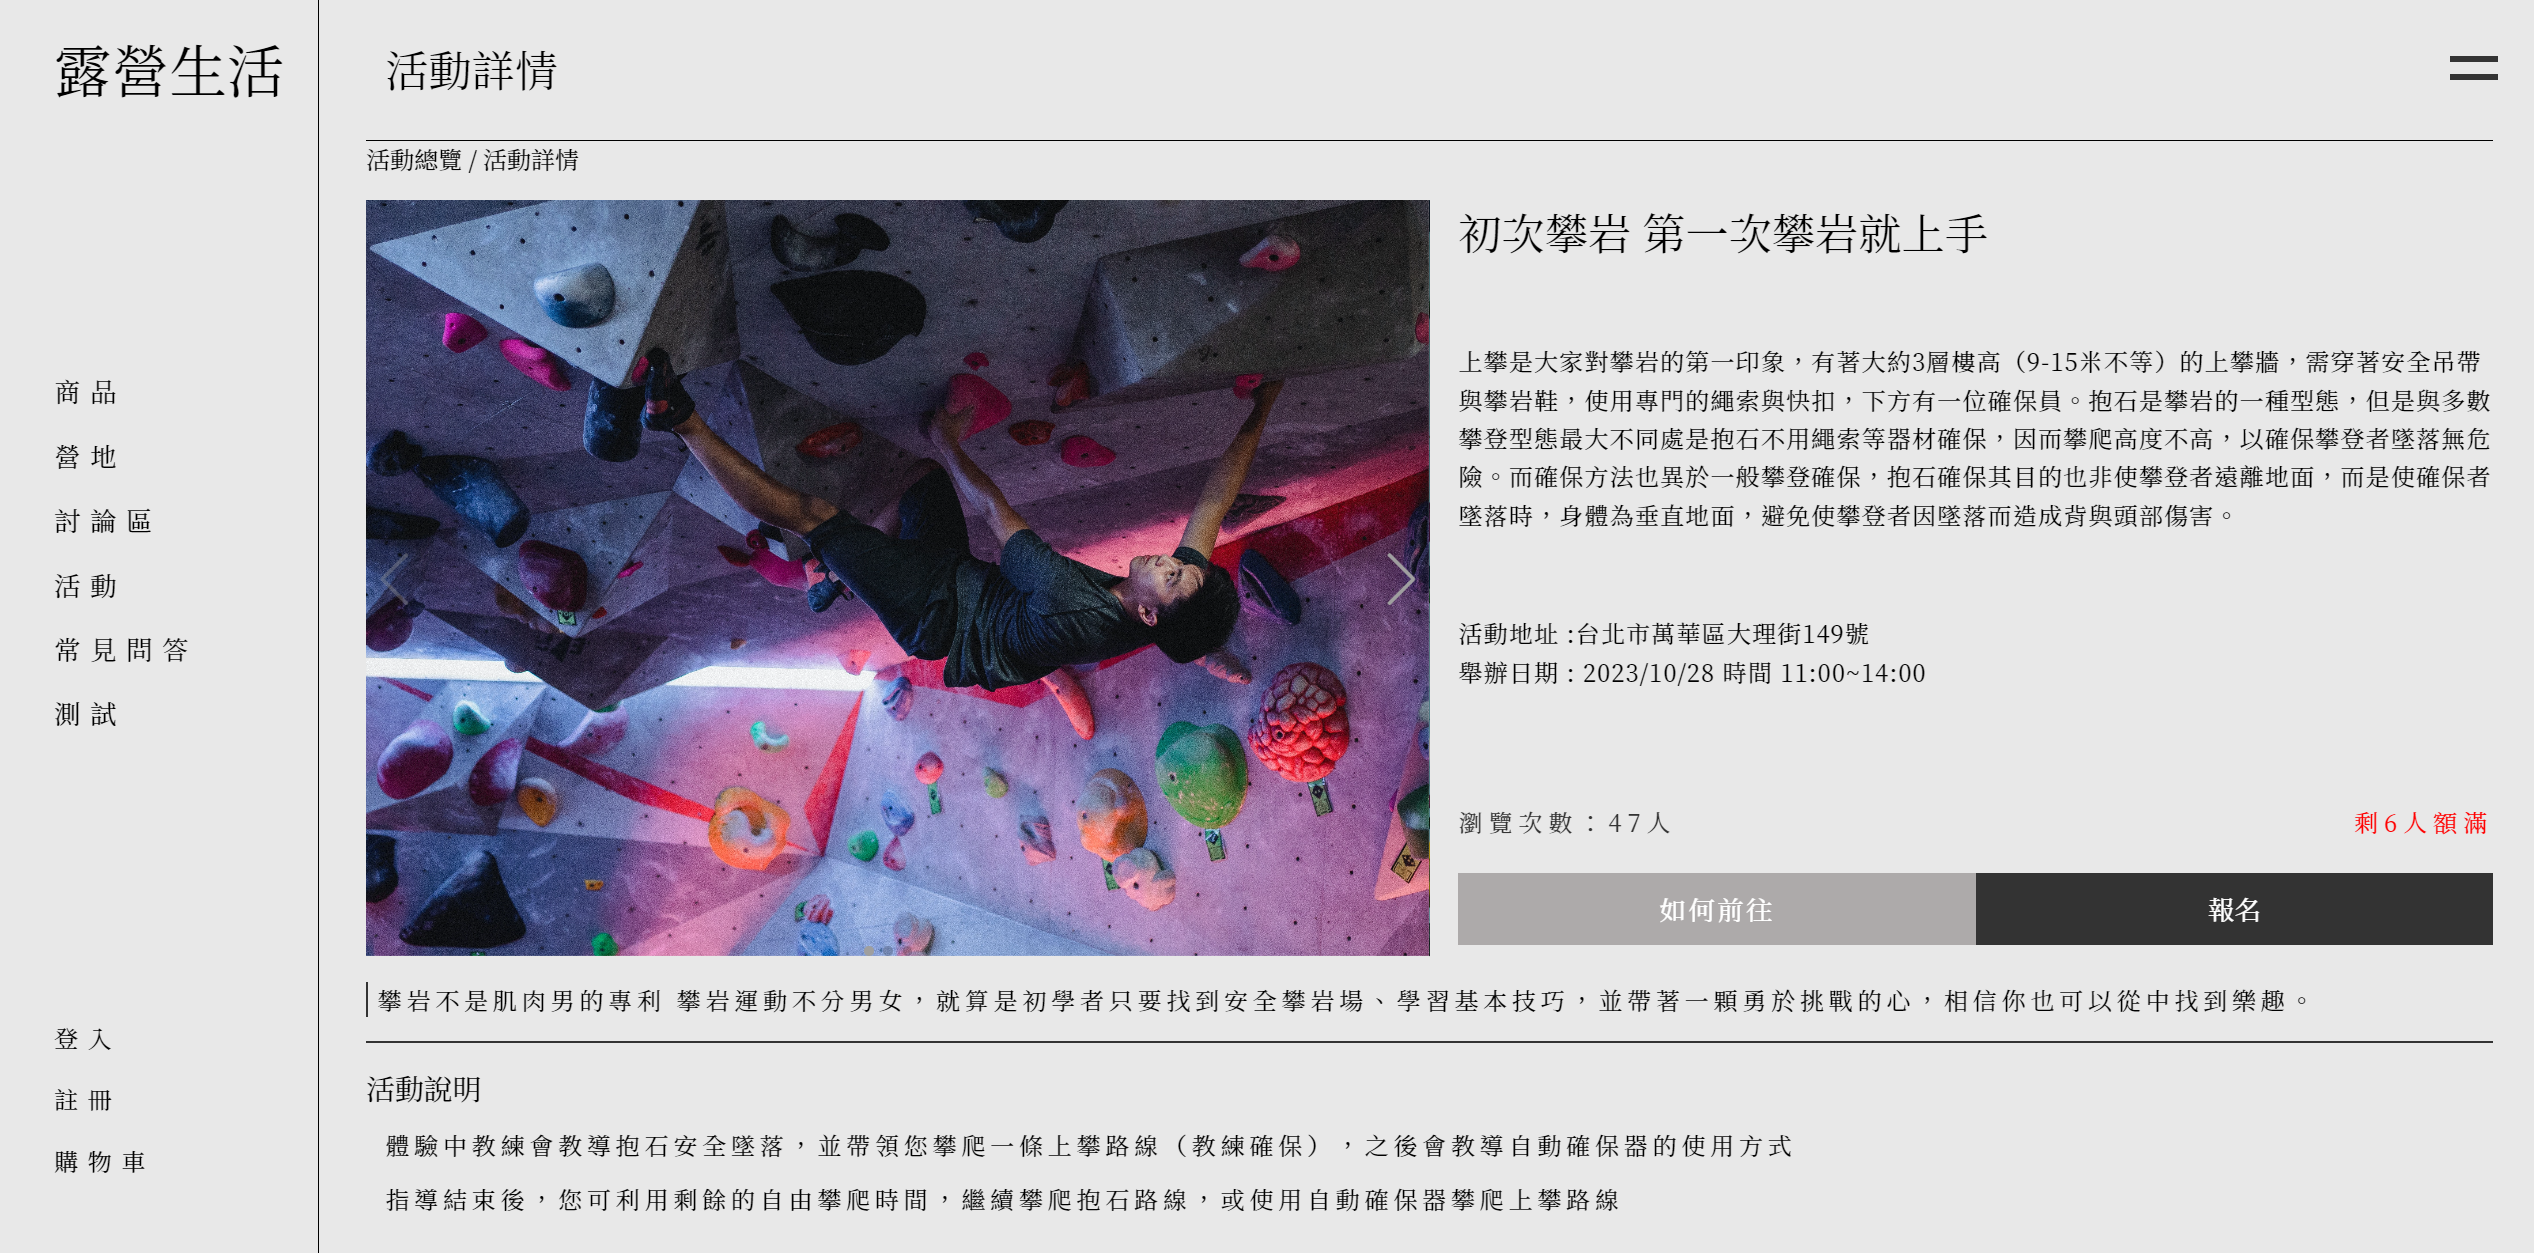 露營生活
活動詳情
商品
營地
討論區
活動
常見問答
測試
登入
註冊
購物車
活動總覽 / 活動詳情
初次攀岩 第一次攀岩就上手
上攀是大家對攀岩的第一印象，有著大約3層樓高（9-15米不等）的上攀牆，需穿著安全吊帶
與攀岩鞋，使用專門的繩索與快扣，下方有一位確保員。抱石是攀岩的一種型態，但是與多數
攀登型態最大不同處是抱石不用繩索等器材確保，因而攀爬高度不高，以確保攀登者墜落無危
險。而確保方法也異於一般攀登確保，抱石確保其目的也非使攀登者遠離地面，而是使確保者
墜落時，身體為垂直地面，避免使攀登者因墜落而造成背與頭部傷害。
活動地址 :台北市萬華區大理街149號
舉辦日期 : 2023/10/28 時間 11:00~14:00
瀏覽次數：47人
剩6人額滿
如何前往
報名
攀岩不是肌肉男的專利 攀岩運動不分男女，就算是初學者只要找到安全攀岩場、學習基本技巧，並帶著一顆勇於挑戰的心，相信你也可以從中找到樂趣。
活動說明
體驗中教練會教導抱石安全墜落，並帶領您攀爬一條上攀路線（教練確保），之後會教導自動確保器的使用方式
指導結束後，您可利用剩餘的自由攀爬時間，繼續攀爬抱石路線，或使用自動確保器攀爬上攀路線